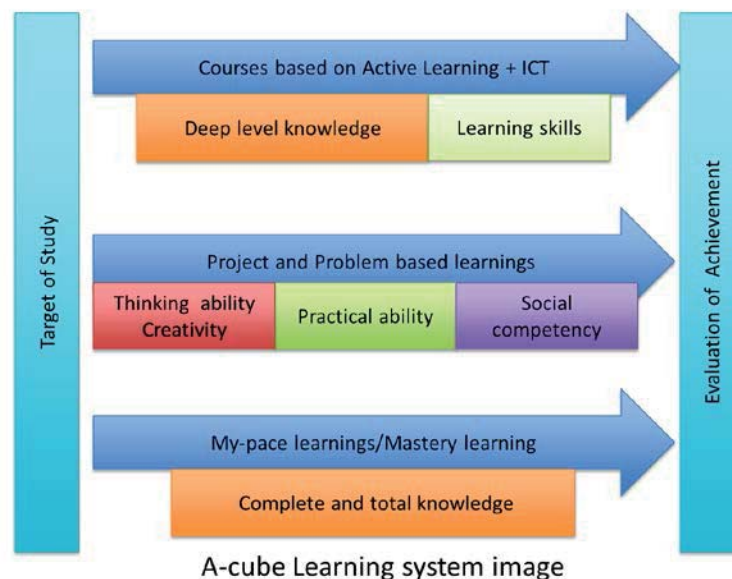 Target of Study
Courses based on Active Learning + ICT
Deep level knowledge
Learning skills
Project and Problem based learnings
Thinking ability
Creativity
Practical ability
Social
competency
My-pace learnings/Mastery learning
Complete and total knowledge
Evaluation of Achievement
A-cube Learning system image